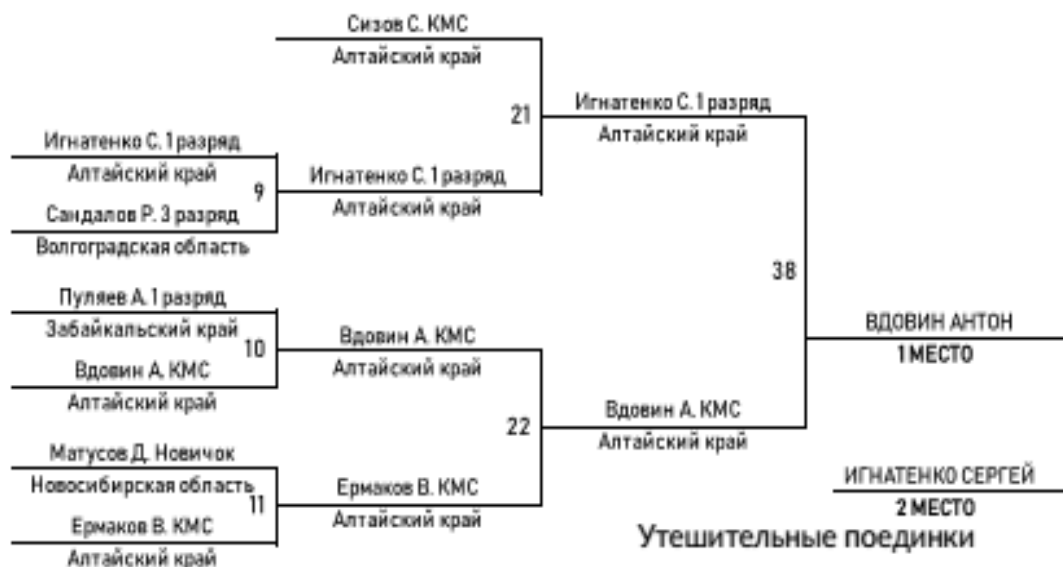 Сизов С. КМС
Алтайский край
21
Игнатенко С. 1 разряд
Алтайский край
Игнатенко С. 1 разряд
Алтайский край
9
Игнатенко С. 1 разряд
Алтайский край
Сандалов Р. 3 разряд
Волгоградская область
38
Пуляев А. 1 разряд
Забайкальский край
10
Вдовин А. КМС
Алтайский край
Вдовин А. КМС
Алтайский край
ВДОВИН АНТОН
1 МЕСТО
22
Вдовин А. КМС
Алтайский край
Матусов Д. Новичок
Новосибирская область
11
Ермаков В. КМС
Алтайский край
Ермаков В. КМС
Алтайский край
ИГНАТЕНКО СЕРГЕЙ
2 МЕСТО
Утешительные поединки